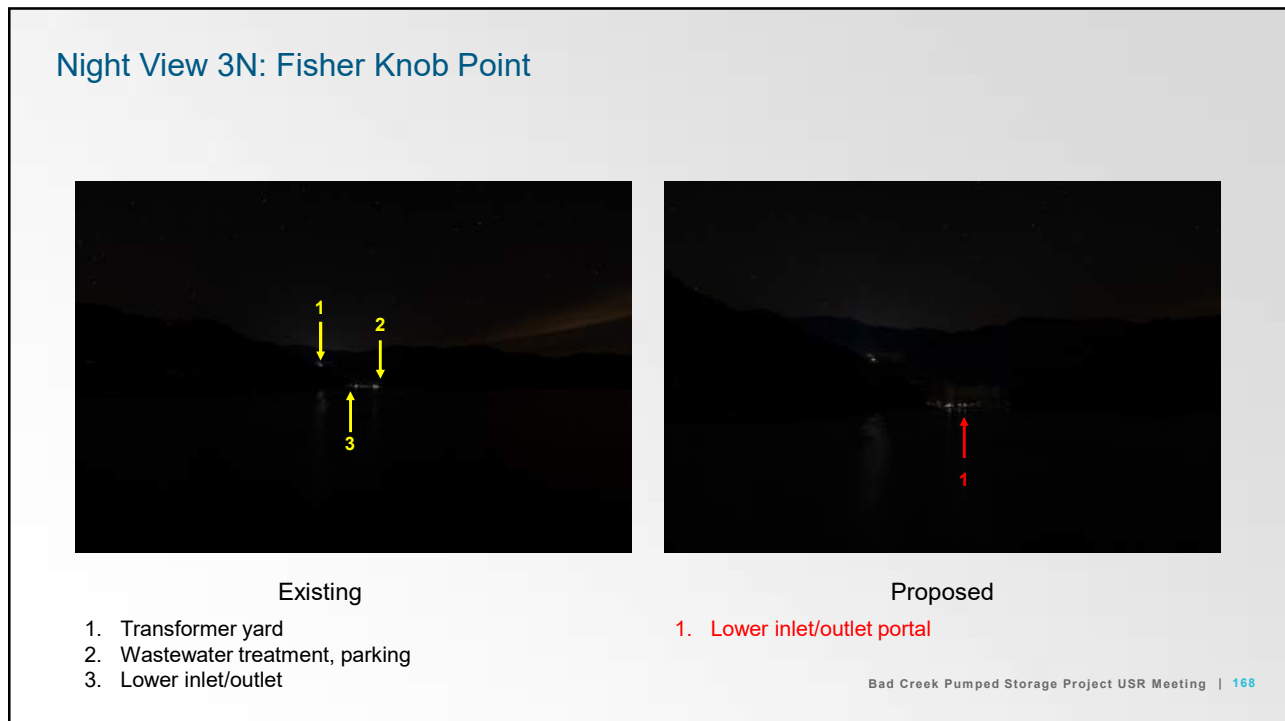 Night View 3N: Fisher Knob Point
1
2
3
1
Existing
1. Transformer yard
2. Wastewater treatment, parking
3. Lower inlet/outlet
Proposed
1. Lower inlet/outlet portal
Bad Creek Pumped Storage Project USR Meeting | 168